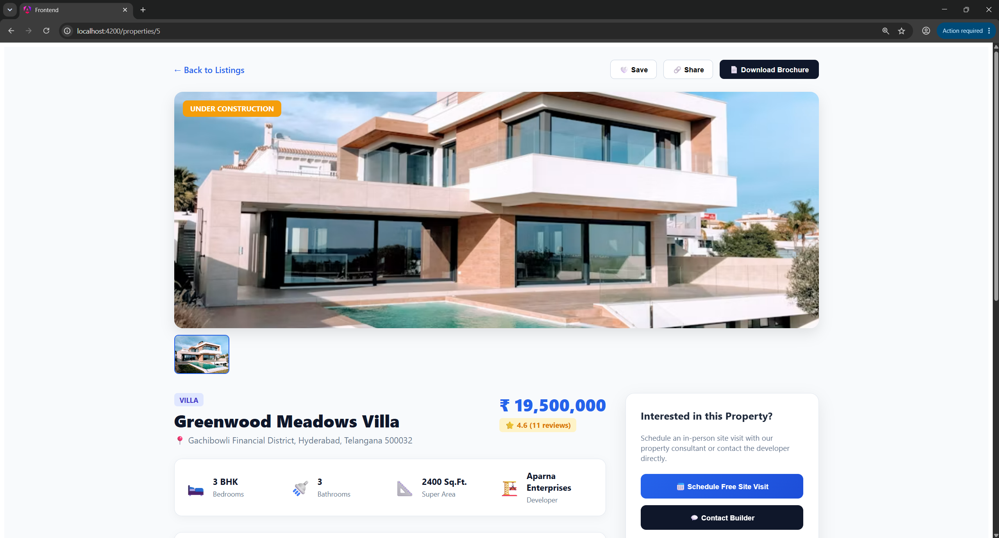 Frontend
localhost:4200/properties/5
Action required
← Back to Listings
Save
Share
Download Brochure
UNDER CONSTRUCTION
VILLA
Greenwood Meadows Villa
Gachibowli Financial District, Hyderabad, Telangana 500032
₹ 19,500,000
4.6 (11 reviews)
3 BHK
Bedrooms
3
Bathrooms
2400 Sq.Ft.
Super Area
Aparna
Enterprises
Developer
Interested in this Property?
Schedule an in-person site visit with our
property consultant or contact the developer
directly.
Schedule Free Site Visit
Contact Builder